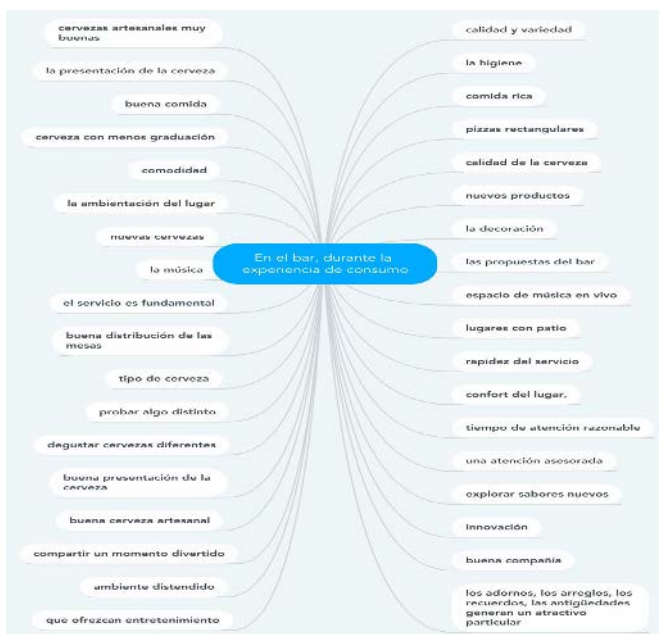 cervezas artesanales muy
buenas
la presentación de la cerveza
buena comida
cerveza con menos graduación
comodidad
la ambientación del lugar
nuevas cervezas
la música
el servicio es fundamental
buena distribución de las
mesas
tipo de cerveza
probar algo distinto
degustar cervezas diferentes
buena presentación de la
cerveza
buena cerveza artesanal
compartir un momento divertido
ambiente distendido
que ofrezcan entretenimiento
En el bar, durante la
experiencia de consumo
calidad y variedad
la higiene
comida rica
pizzas rectangulares
calidad de la cerveza
nuevos productos
la decoración
las propuestas del bar
espacio de música en vivo
lugares con patio
rapidez del servicio
confort del lugar.
tiempo de atención razonable
una atención asesorada
explorar sabores nuevos
innovación
buena compañía
los adornos, los arreglos, los
recuerdos, las antigüedades
generan un atractivo
particular